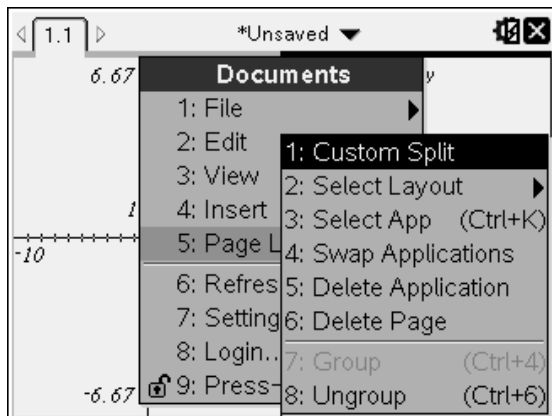 1.1 *Unsaved
6.67 Documents y
1: File
2: Edit
3: View
4: Insert
5: Page L
6: Refres
7: Setting
8: Login..
9: Press-
1: Custom Split
2: Select Layout
3: Select App (Ctrl+K)
4: Swap Applications
5: Delete Application
6: Delete Page
7: Group (Ctrl+4)
8: Ungroup (Ctrl+6)
1
-10
-6.67